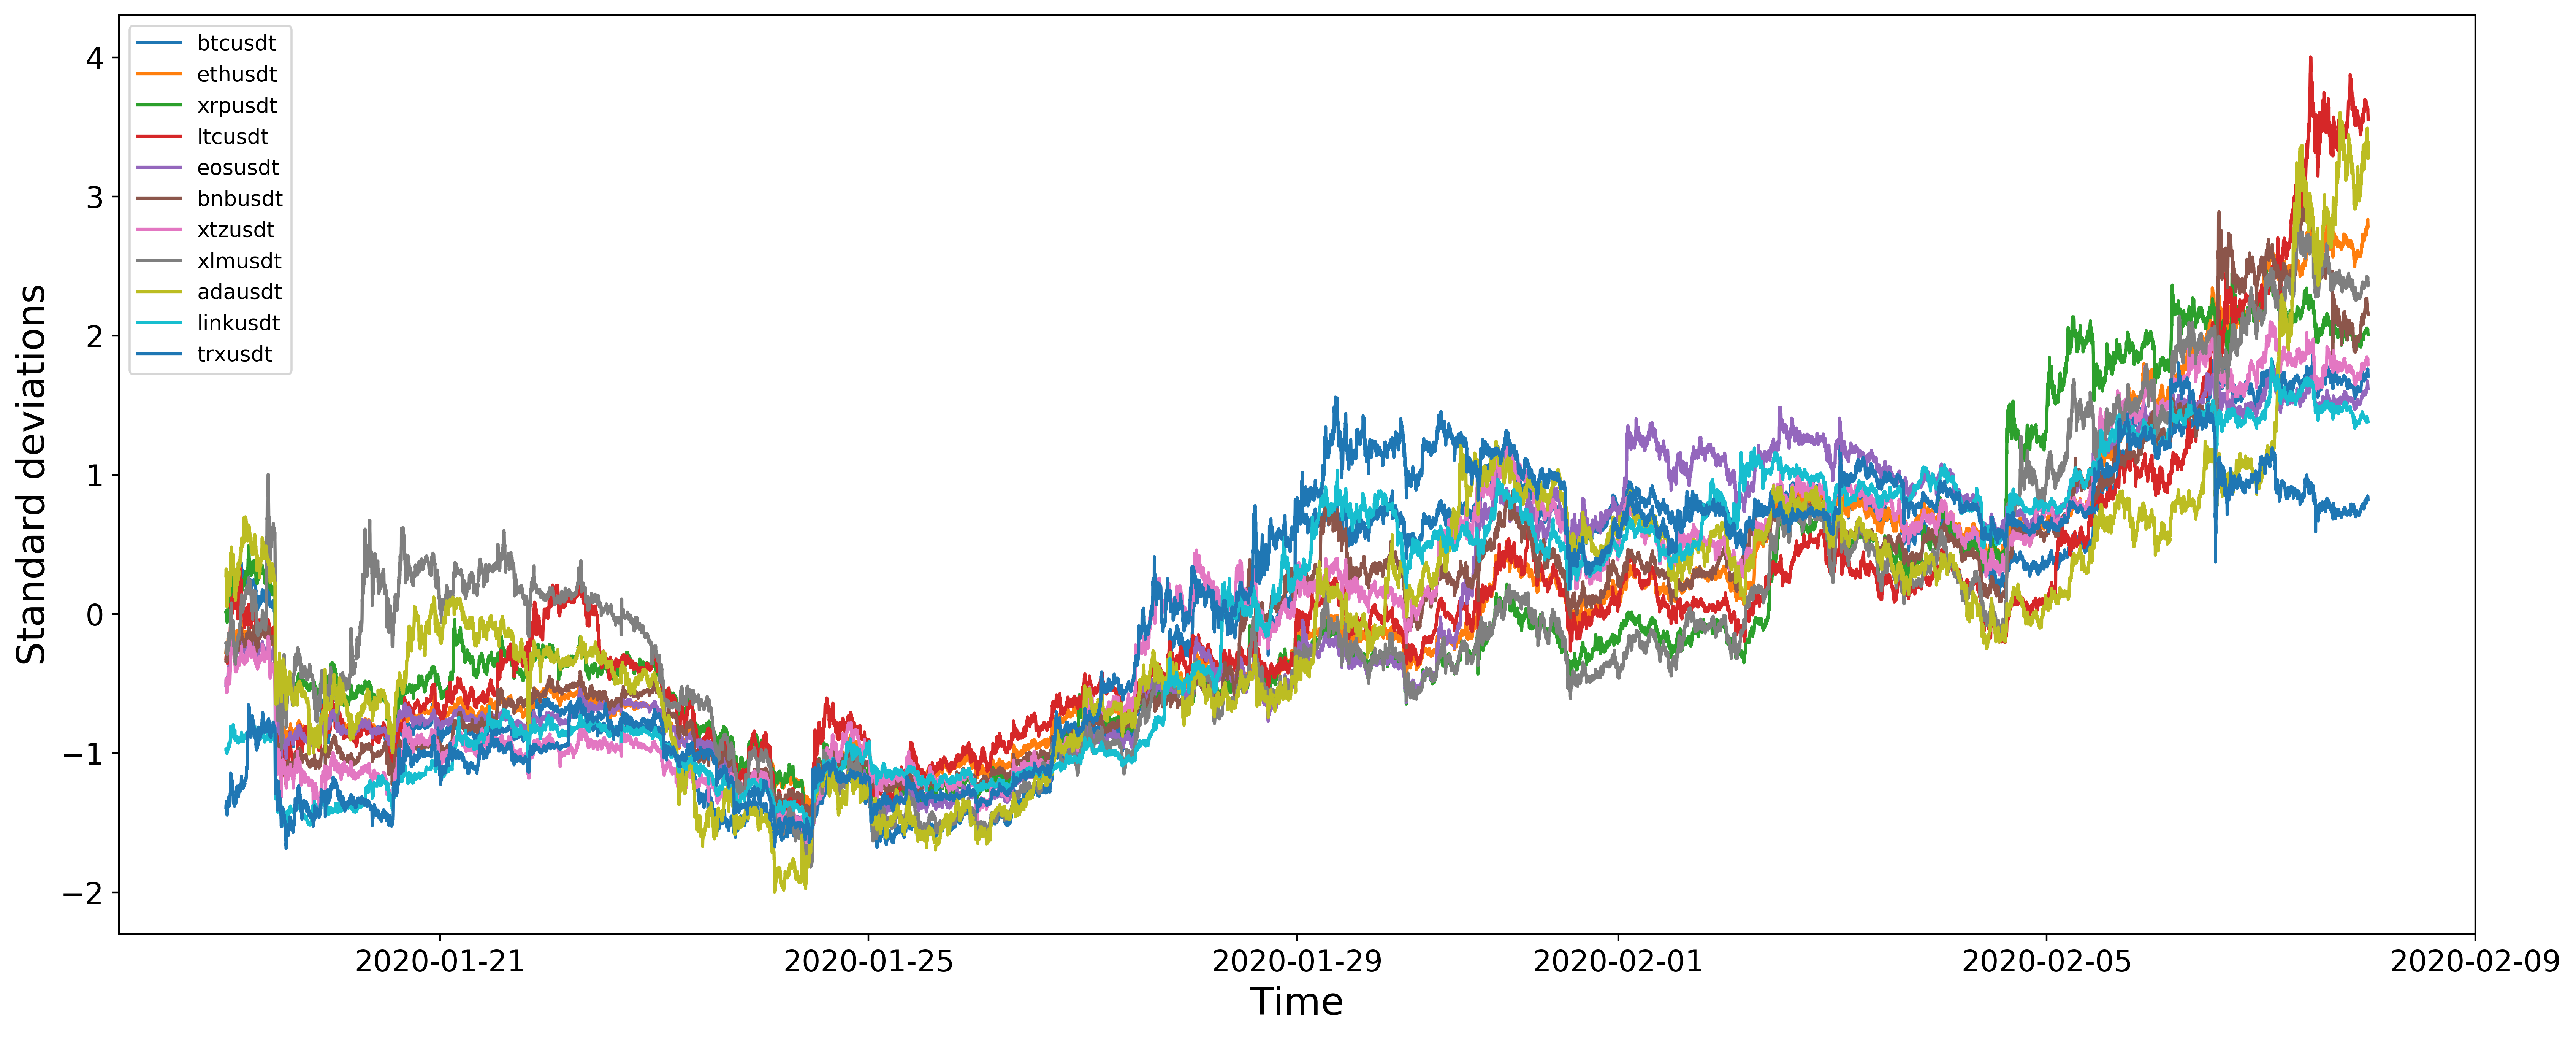 4
3
2
1
0
−1
−2
Standard deviations
btcusdt
ethusdt
xrpusdt
ltcusdt
eosusdt
bnbusdt
xtzusdt
xlmusdt
adausdt
linkusdt
trxusdt
2020-01-21 2020-01-25 2020-01-29 2020-02-01 2020-02-05 2020-02-09
Time